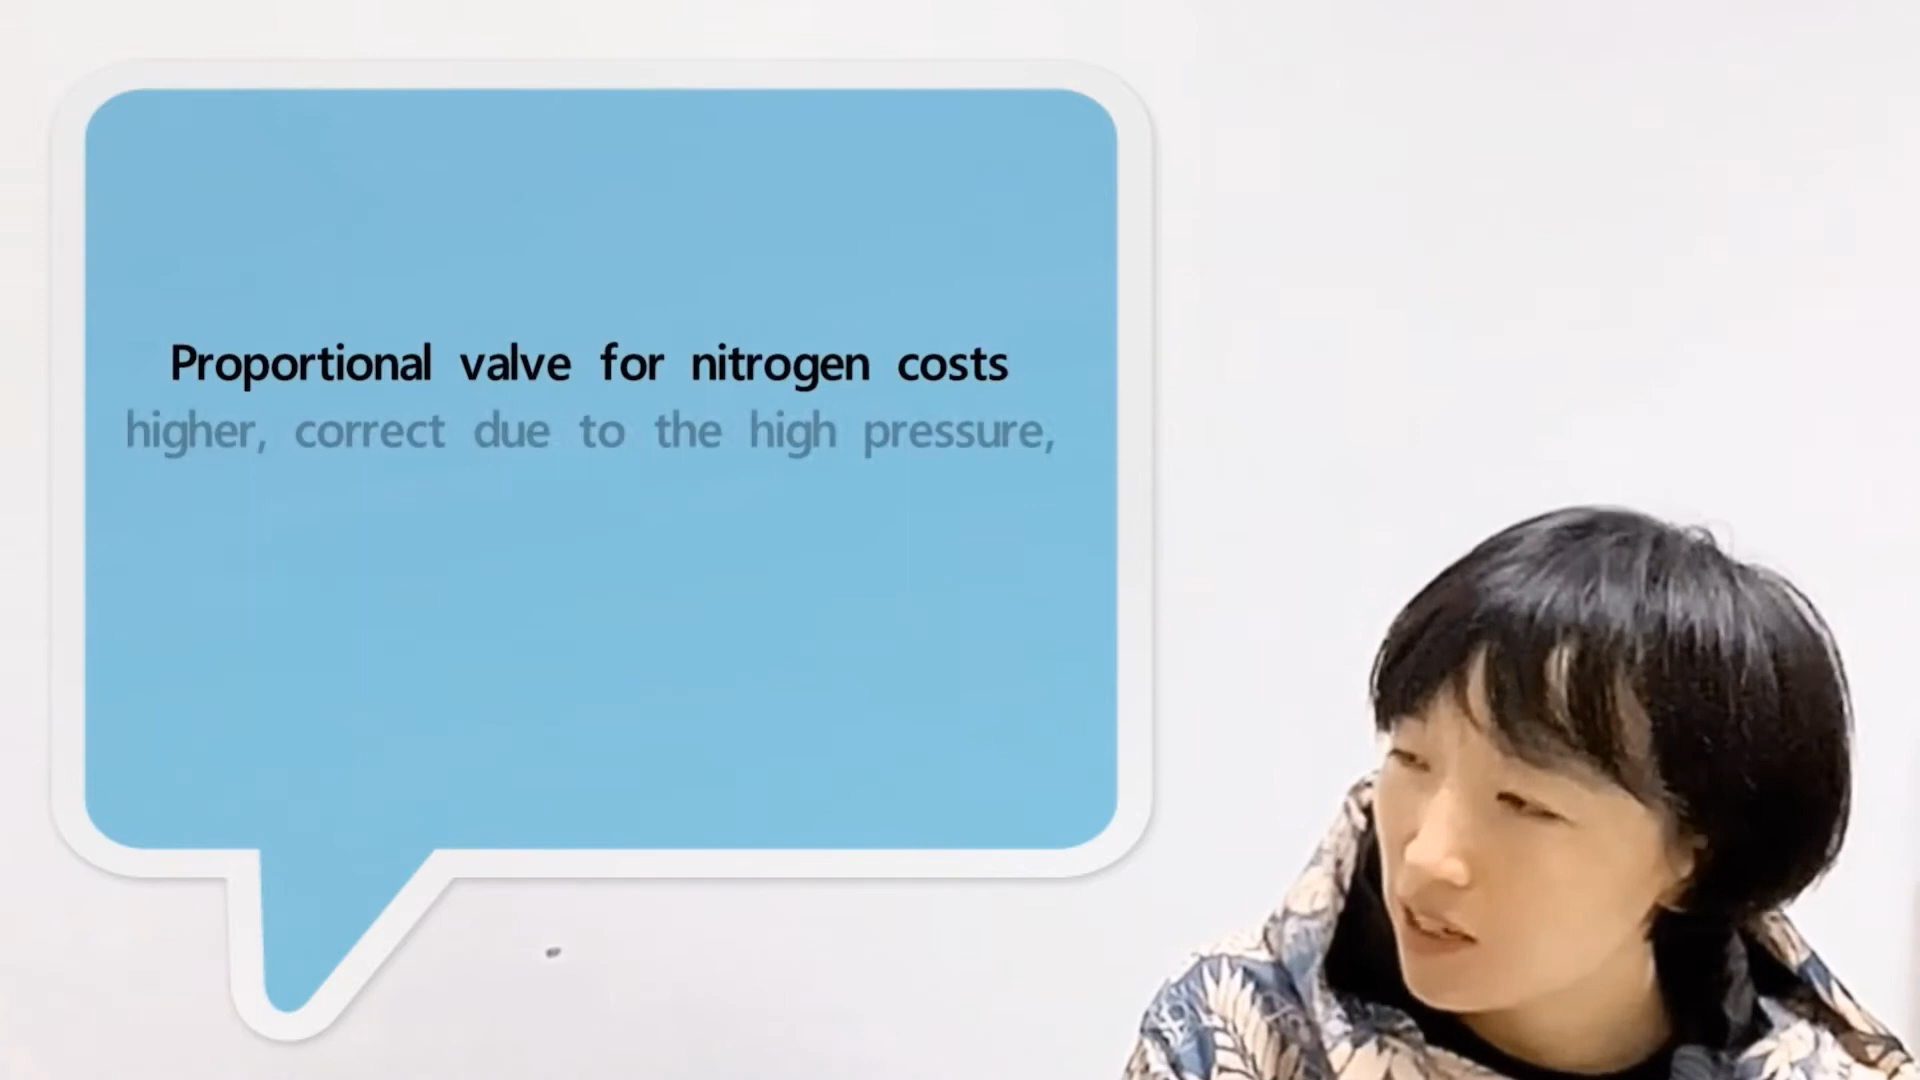 Proportional valve for nitrogen costs
higher, correct due to the high pressure,